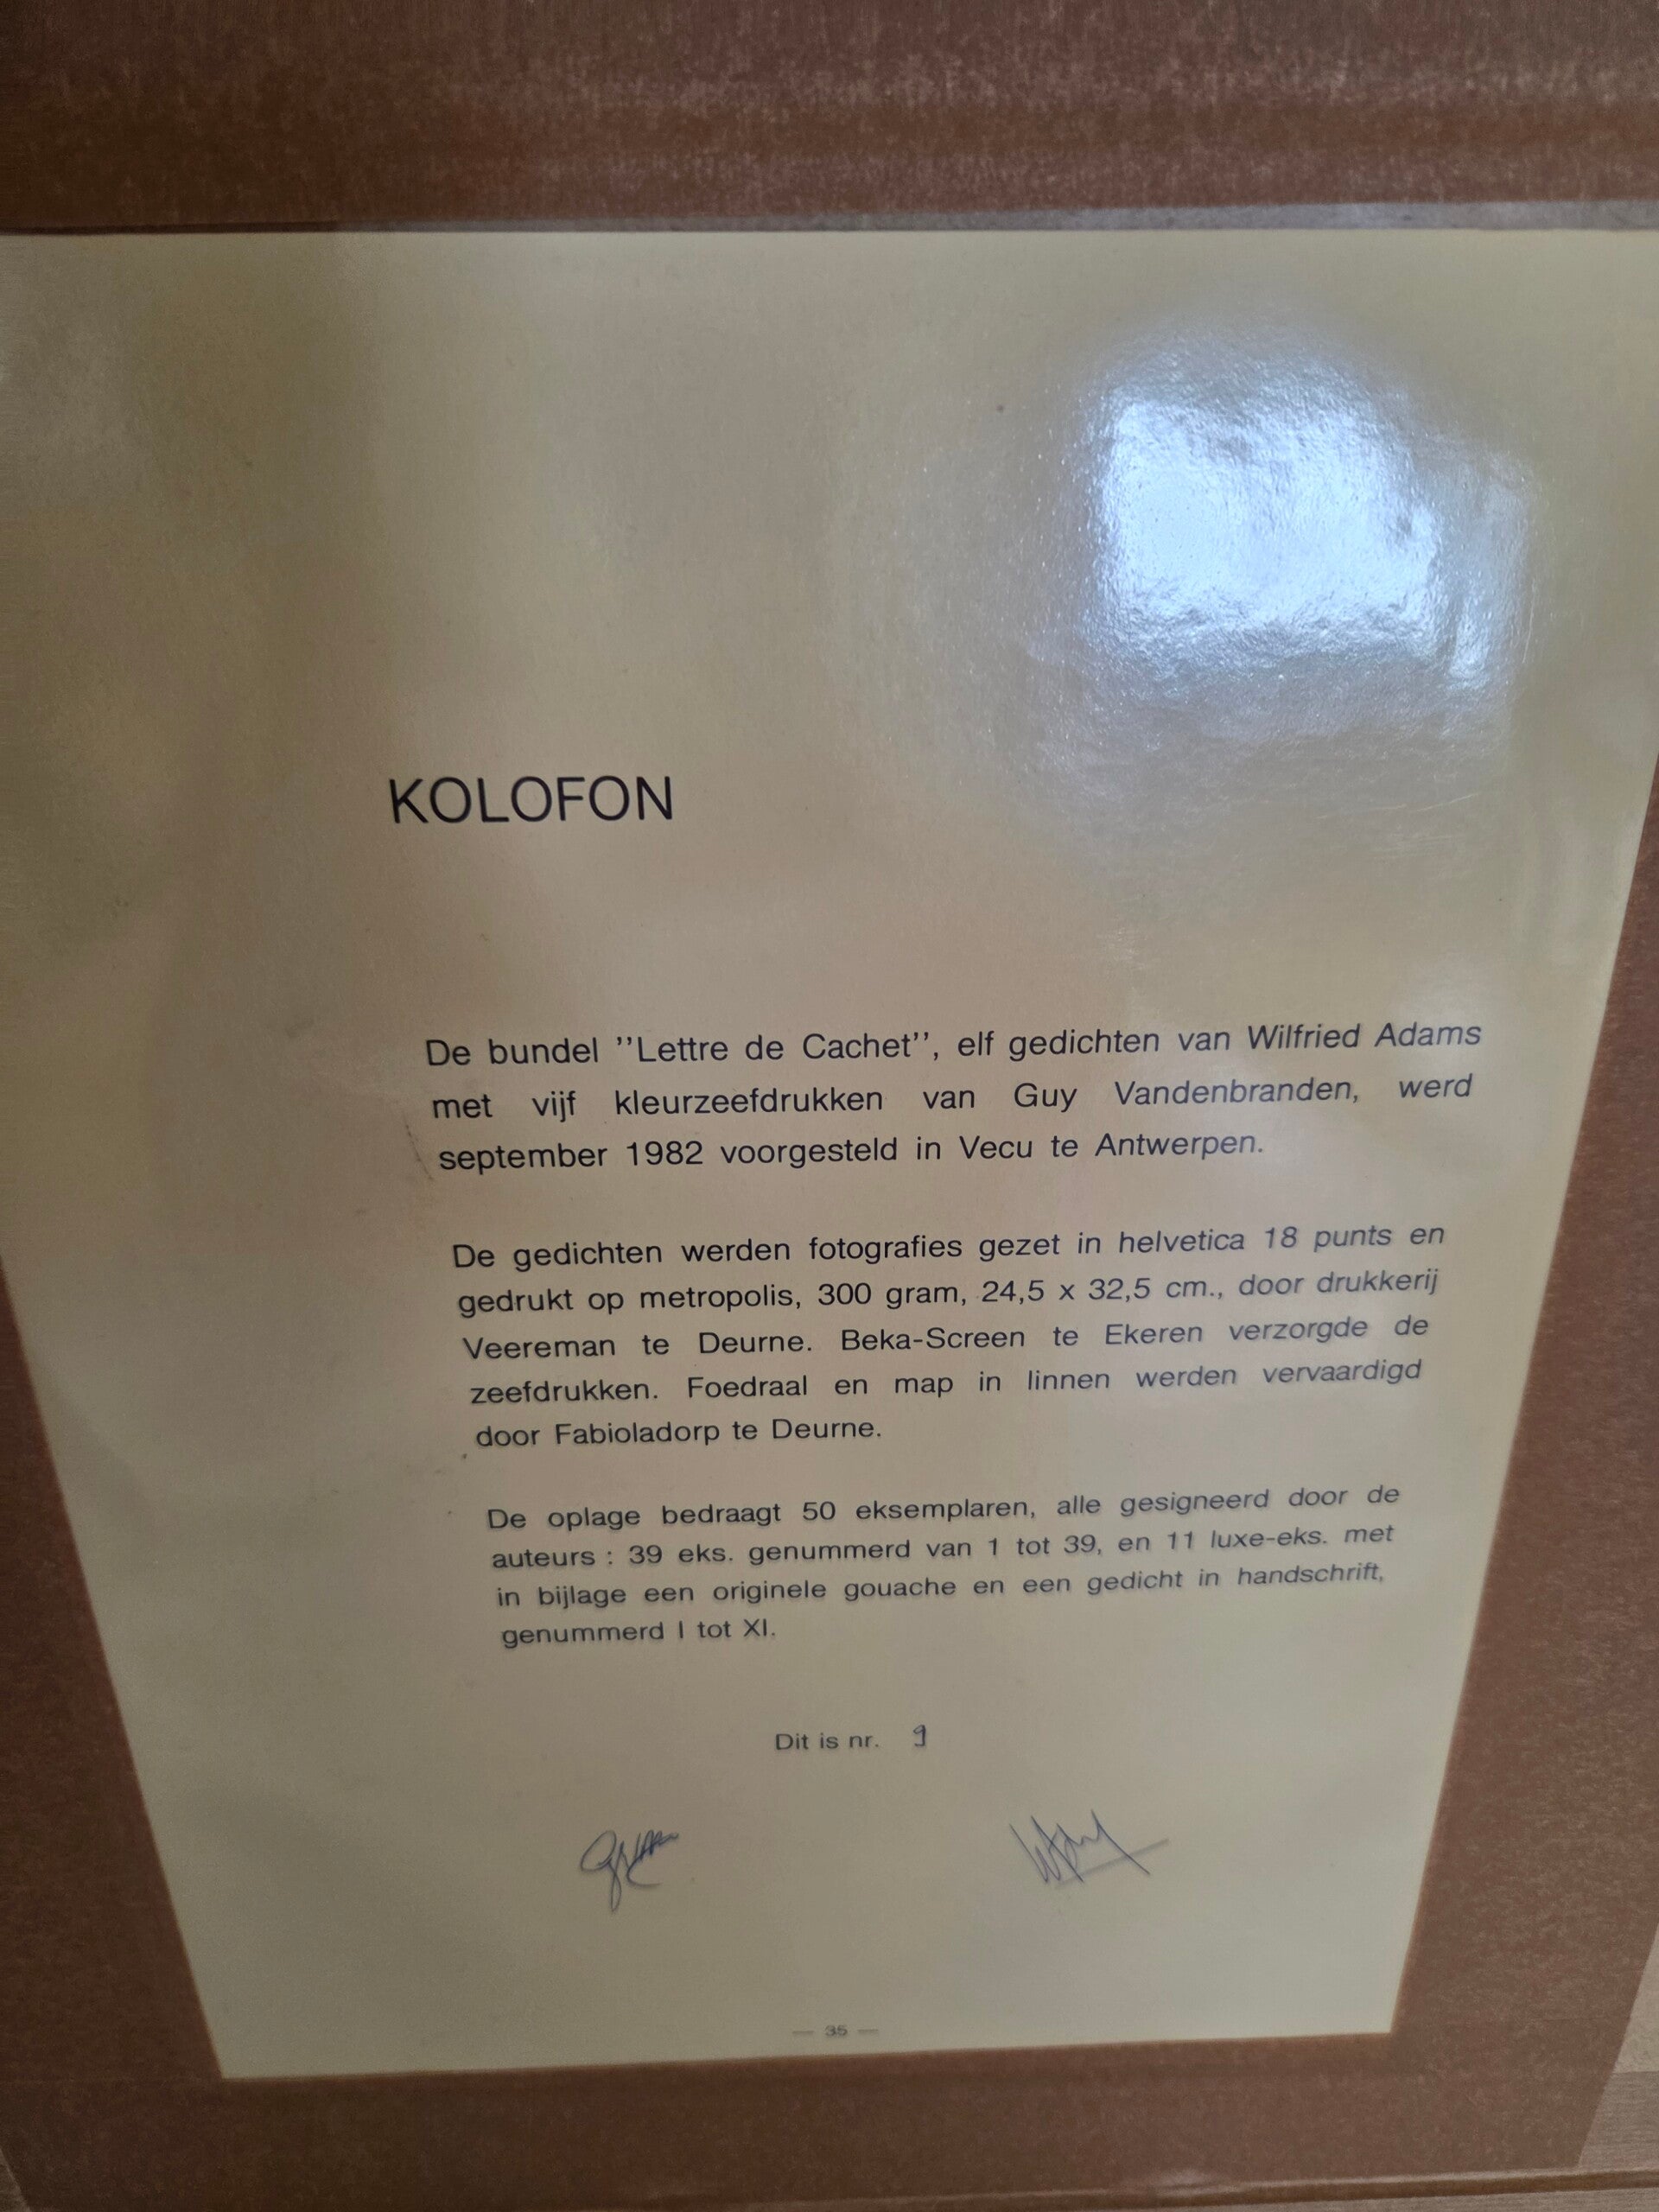 KOLOFON
De bundel ''Lettre de Cachet'', elf gedichten van Wilfried Adams
met vijf kleurzeefdrukken van Guy Vandenbranden, werd
september 1982 voorgesteld in Vecu te Antwerpen.
De gedichten werden fotografies gezet in helvetica 18 punts en
gedrukt op metropolis, 300 gram, 24,5 x 32,5 cm., door drukkerij
Veereman te Deurne. Beka-Screen te Ekeren verzorgde de
zeefdrukken. Foedraal en map in linnen werden vervaardigd
door Fabioladorp te Deurne.
De oplage bedraagt 50 eksemplaren, alle gesigneerd door de
auteurs : 39 eks. genummerd van 1 tot 39, en 11 luxe-eks. met
in bijlage een originele gouache en een gedicht in handschrift,
genummerd I tot XI.
Dit is nr. 9
— 35 —